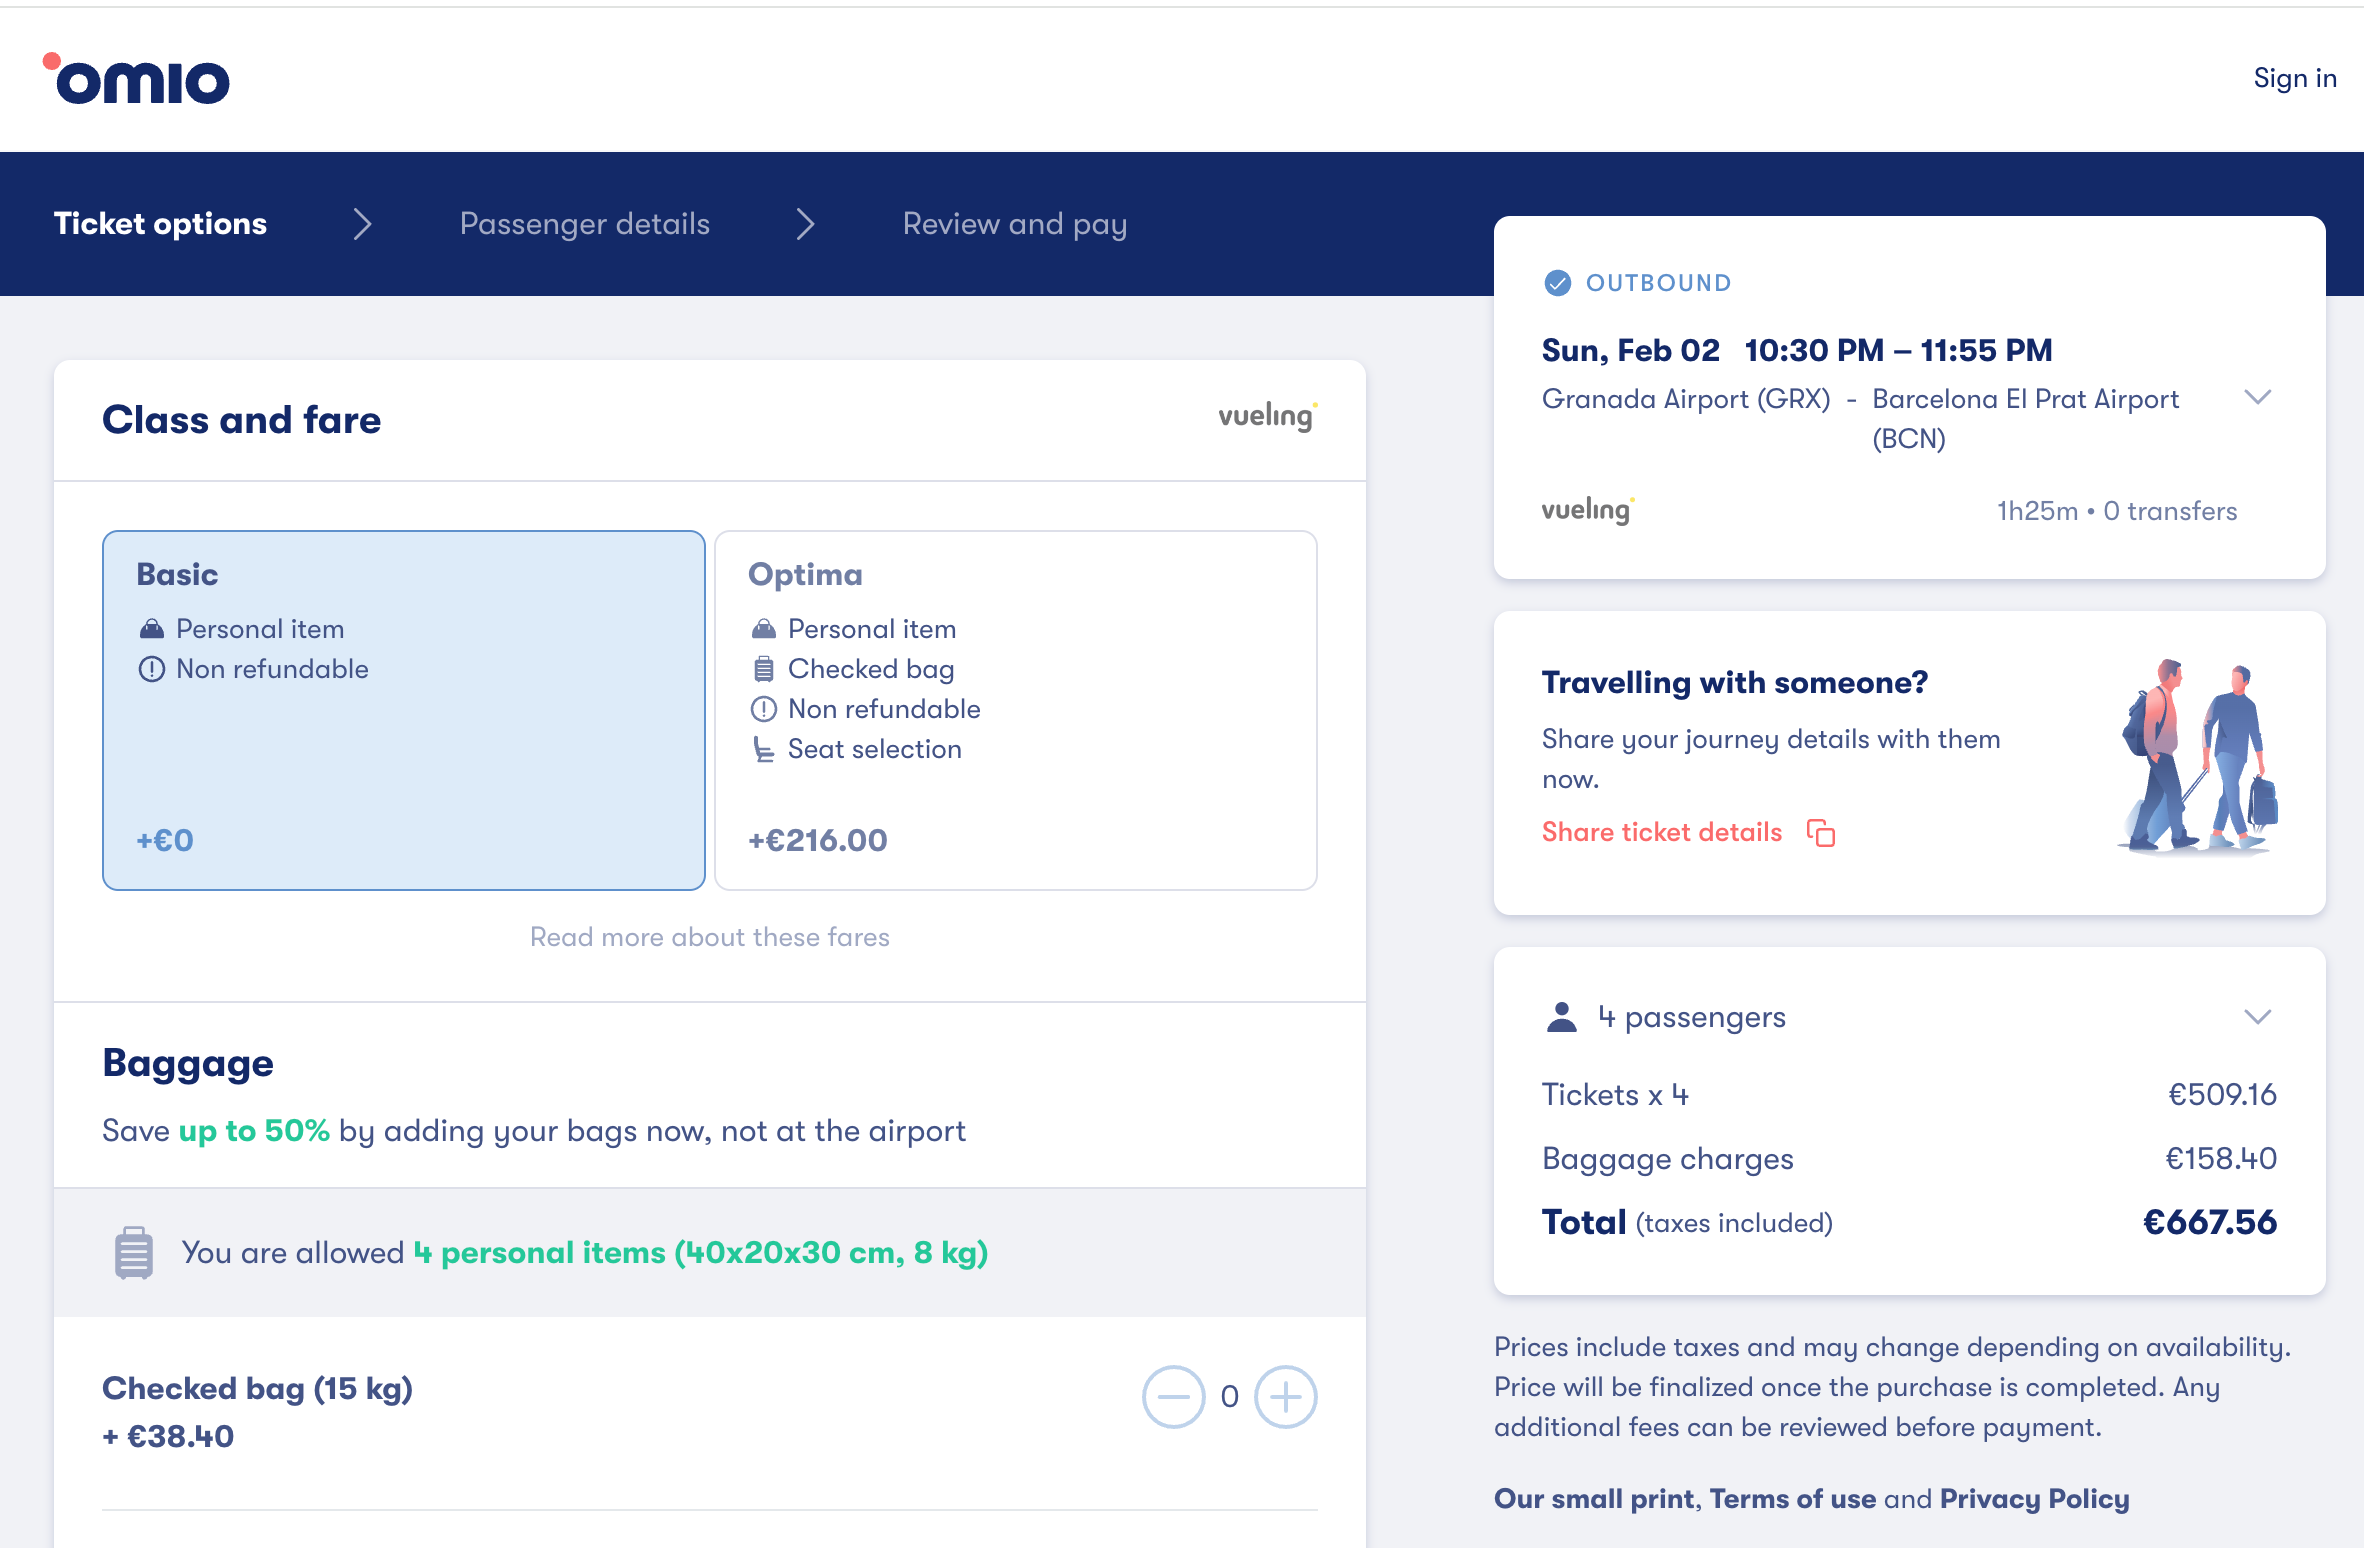 omio
Sign in
Ticket options
Passenger details
Review and pay
Class and fare
vueling
Basic
Personal item
Non refundable
+€0
Optima
Personal item
Checked bag
Non refundable
Seat selection
+€216.00
Read more about these fares
Baggage
Save up to 50% by adding your bags now, not at the airport
You are allowed 4 personal items (40x20x30 cm, 8 kg)
Checked bag (15 kg)
+ €38.40
0
OUTBOUND
Sun, Feb 02 10:30 PM – 11:55 PM
Granada Airport (GRX) - Barcelona El Prat Airport
(BCN)
vueling
1h25m • 0 transfers
Travelling with someone?
Share your journey details with them
now.
Share ticket details
4 passengers
Tickets x 4 €509.16
Baggage charges €158.40
Total (taxes included) €667.56
Prices include taxes and may change depending on availability.
Price will be finalized once the purchase is completed. Any
additional fees can be reviewed before payment.
Our small print, Terms of use and Privacy Policy